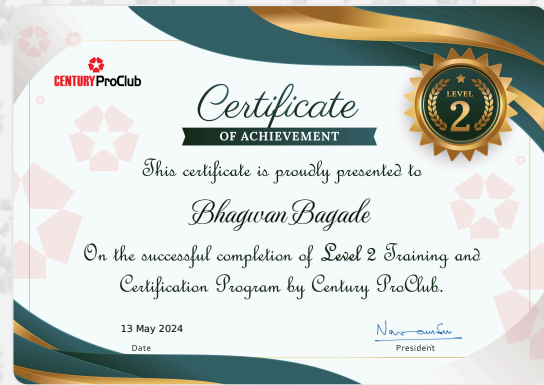 CENTURY ProClub
LEVEL
2
Certificate
OF ACHIEVEMENT
This certificate is proudly presented to
Bhagwan Bagade
On the successful completion of Level 2 Training and
Certification Program by Century ProClub.
13 May 2024
Date
President